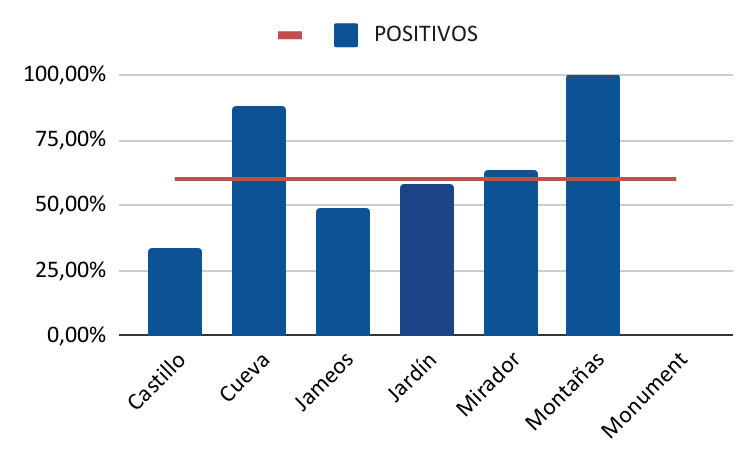 POSITIVOS
100,00%
75,00%
50,00%
25,00%
0,00%
Castillo
Cueva
Jameos
Jardín
Mirador
Montañas
Monument